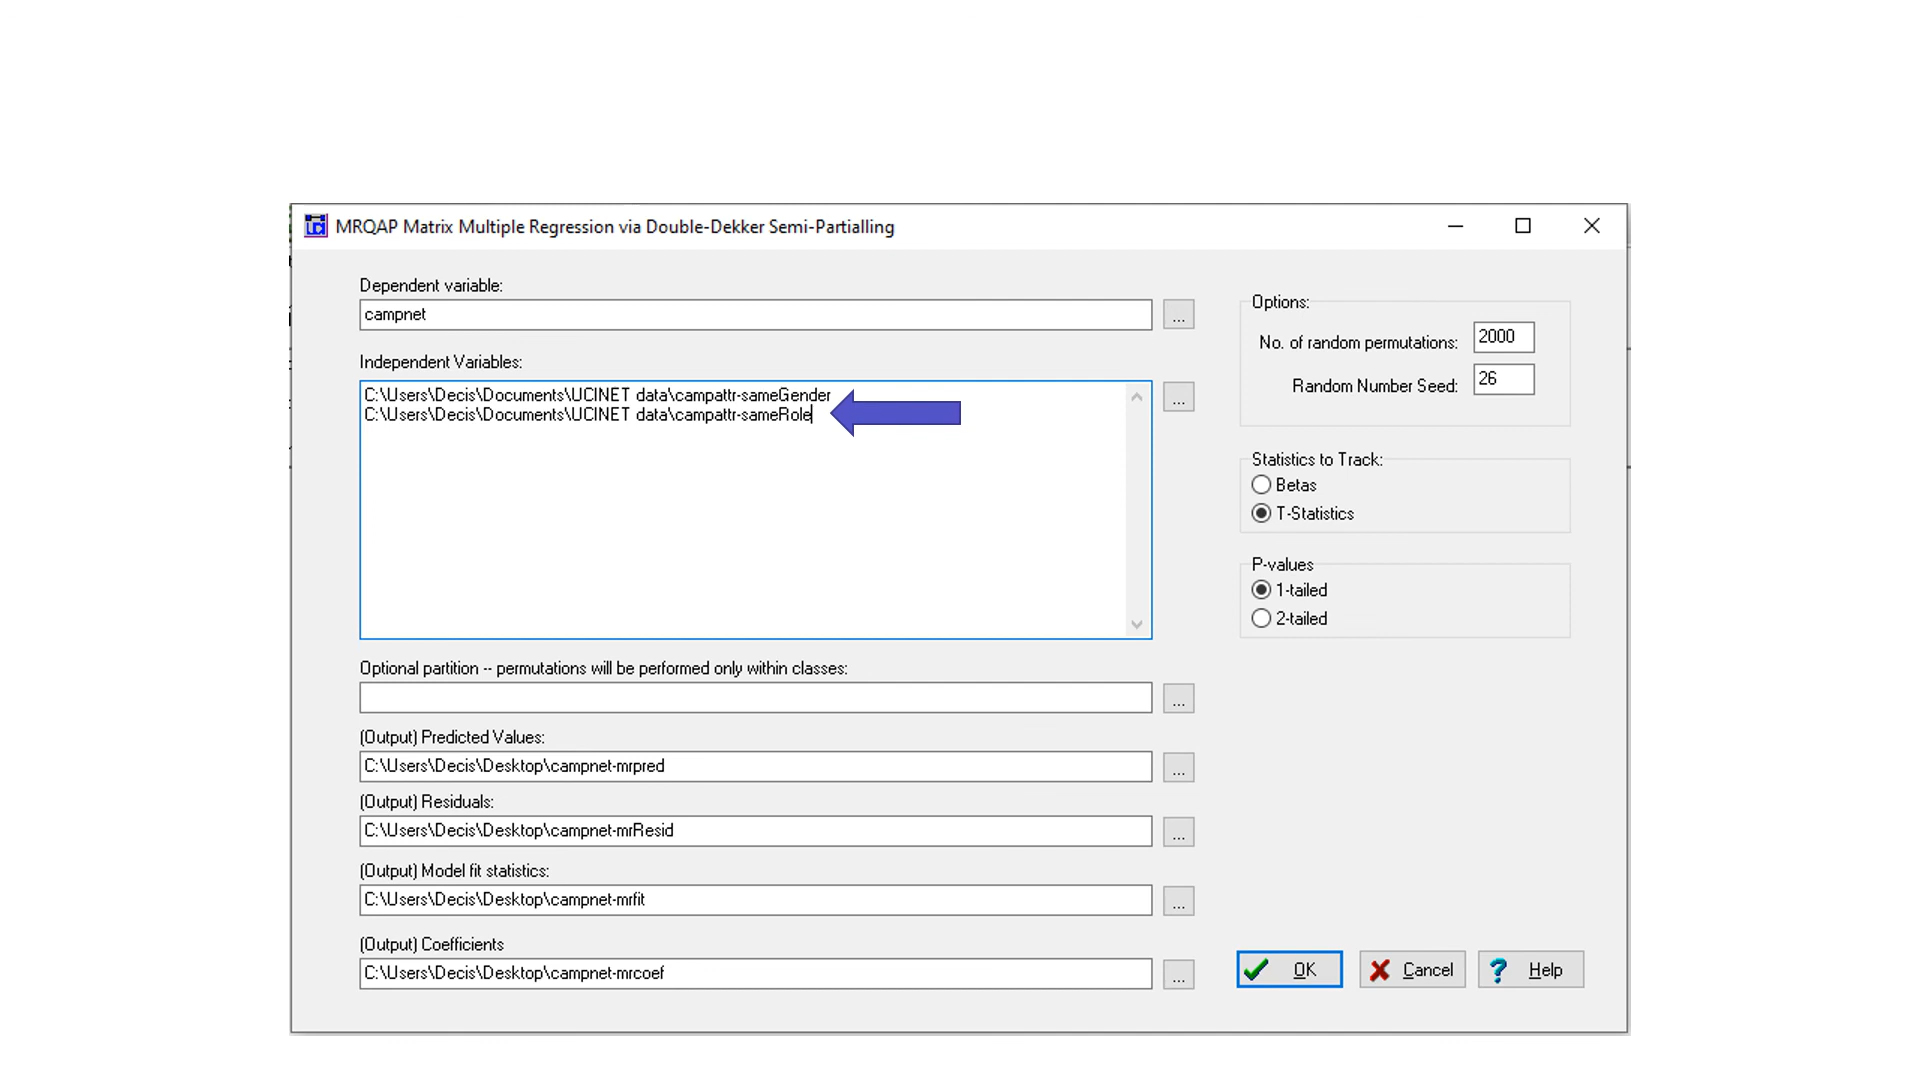 MRQAP Matrix Multiple Regression via Double-Dekker Semi-Partialling
Dependent variable:
campnet
...
Independent Variables:
C:\Users\Decis\Documents\UCINET data\campattr-sameGender
C:\Users\Decis\Documents\UCINET data\campattr-sameRole
...
Optional partition -- permutations will be performed only within classes:
...
(Output) Predicted Values:
C:\Users\Decis\Desktop\campnet-mrpred
...
(Output) Residuals:
C:\Users\Decis\Desktop\campnet-mrResid
...
(Output) Model fit statistics:
C:\Users\Decis\Desktop\campnet-mrfit
...
(Output) Coefficients
C:\Users\Decis\Desktop\campnet-mrcoef
...
Options:
No. of random permutations: 2000
Random Number Seed: 26
Statistics to Track:
Betas
T-Statistics
P-values
1-tailed
2-tailed
OK Cancel ? Help